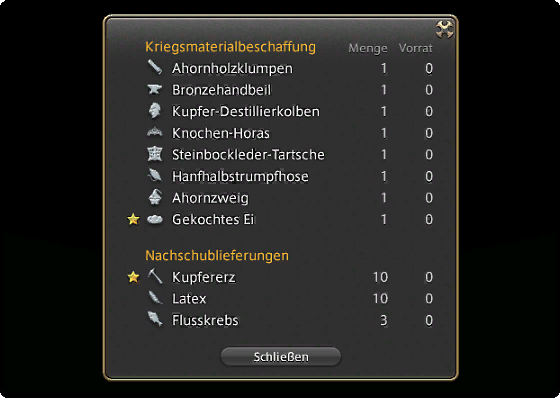 Kriegsmaterialbeschaffung Menge Vorrat
Ahornholzklumpen 1 0
Bronzehandbeil 1 0
Kupfer-Destillierkolben 1 0
Knochen-Horas 1 0
Steinbockleder-Tartsche 1 0
Hanfhalbstrumpfhose 1 0
Ahornzweig 1 0
Gekochtes Ei 1 0
Nachschublieferungen
Kupfererz 10 0
Latex 10 0
Flusskrebs 3 0
Schließen